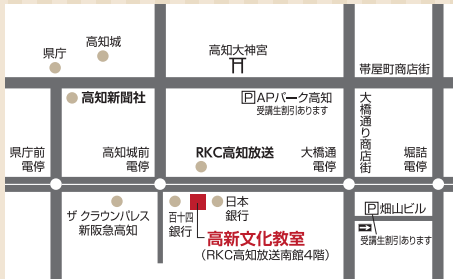 高知城
県庁
高知大神宮
帯屋町商店街
高知新聞社
P APパーク高知
受講生割引あります
大橋通り商店街
県庁前
電停
高知城前
電停
RKC高知放送
大橋通
電停
堀詰
電停
ザ クラウンパレス
新阪急高知
百十四
銀行
日本
銀行
P 畑山ビル
受講生割引あります
高新文化教室
(RKC高知放送南館4階)